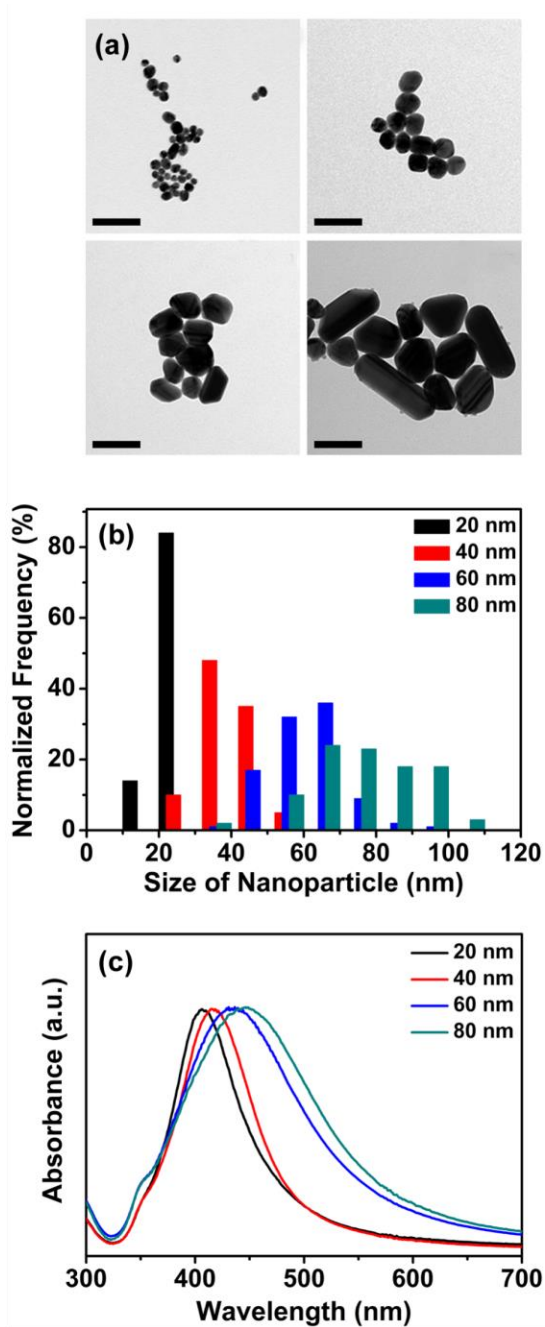 (a)
(b)
20 nm
40 nm
60 nm
80 nm
Normalized Frequency (%)
80
60
40
20
0
0 20 40 60 80 100 120
Size of Nanoparticle (nm)
(c)
20 nm
40 nm
60 nm
80 nm
Absorbance (a.u.)
300 400 500 600 700
Wavelength (nm)